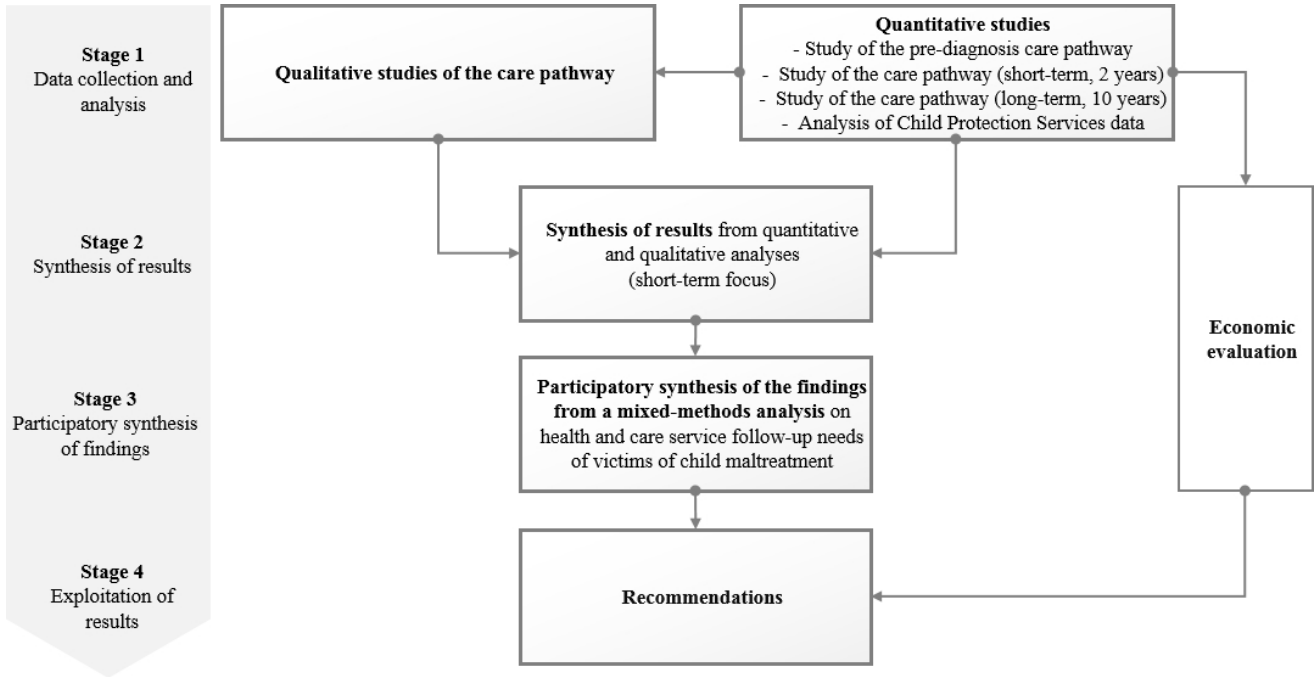 Stage 1
Data collection and
analysis
Qualitative studies of the care pathway
Quantitative studies
- Study of the pre-diagnosis care pathway
- Study of the care pathway (short-term, 2 years)
- Study of the care pathway (long-term, 10 years)
- Analysis of Child Protection Services data
Stage 2
Synthesis of results
Synthesis of results from quantitative
and qualitative analyses
(short-term focus)
Economic
evaluation
Stage 3
Participatory synthesis
of findings
Participatory synthesis of the findings
from a mixed-methods analysis on
health and care service follow-up needs
of victims of child maltreatment
Stage 4
Exploitation of
results
Recommendations